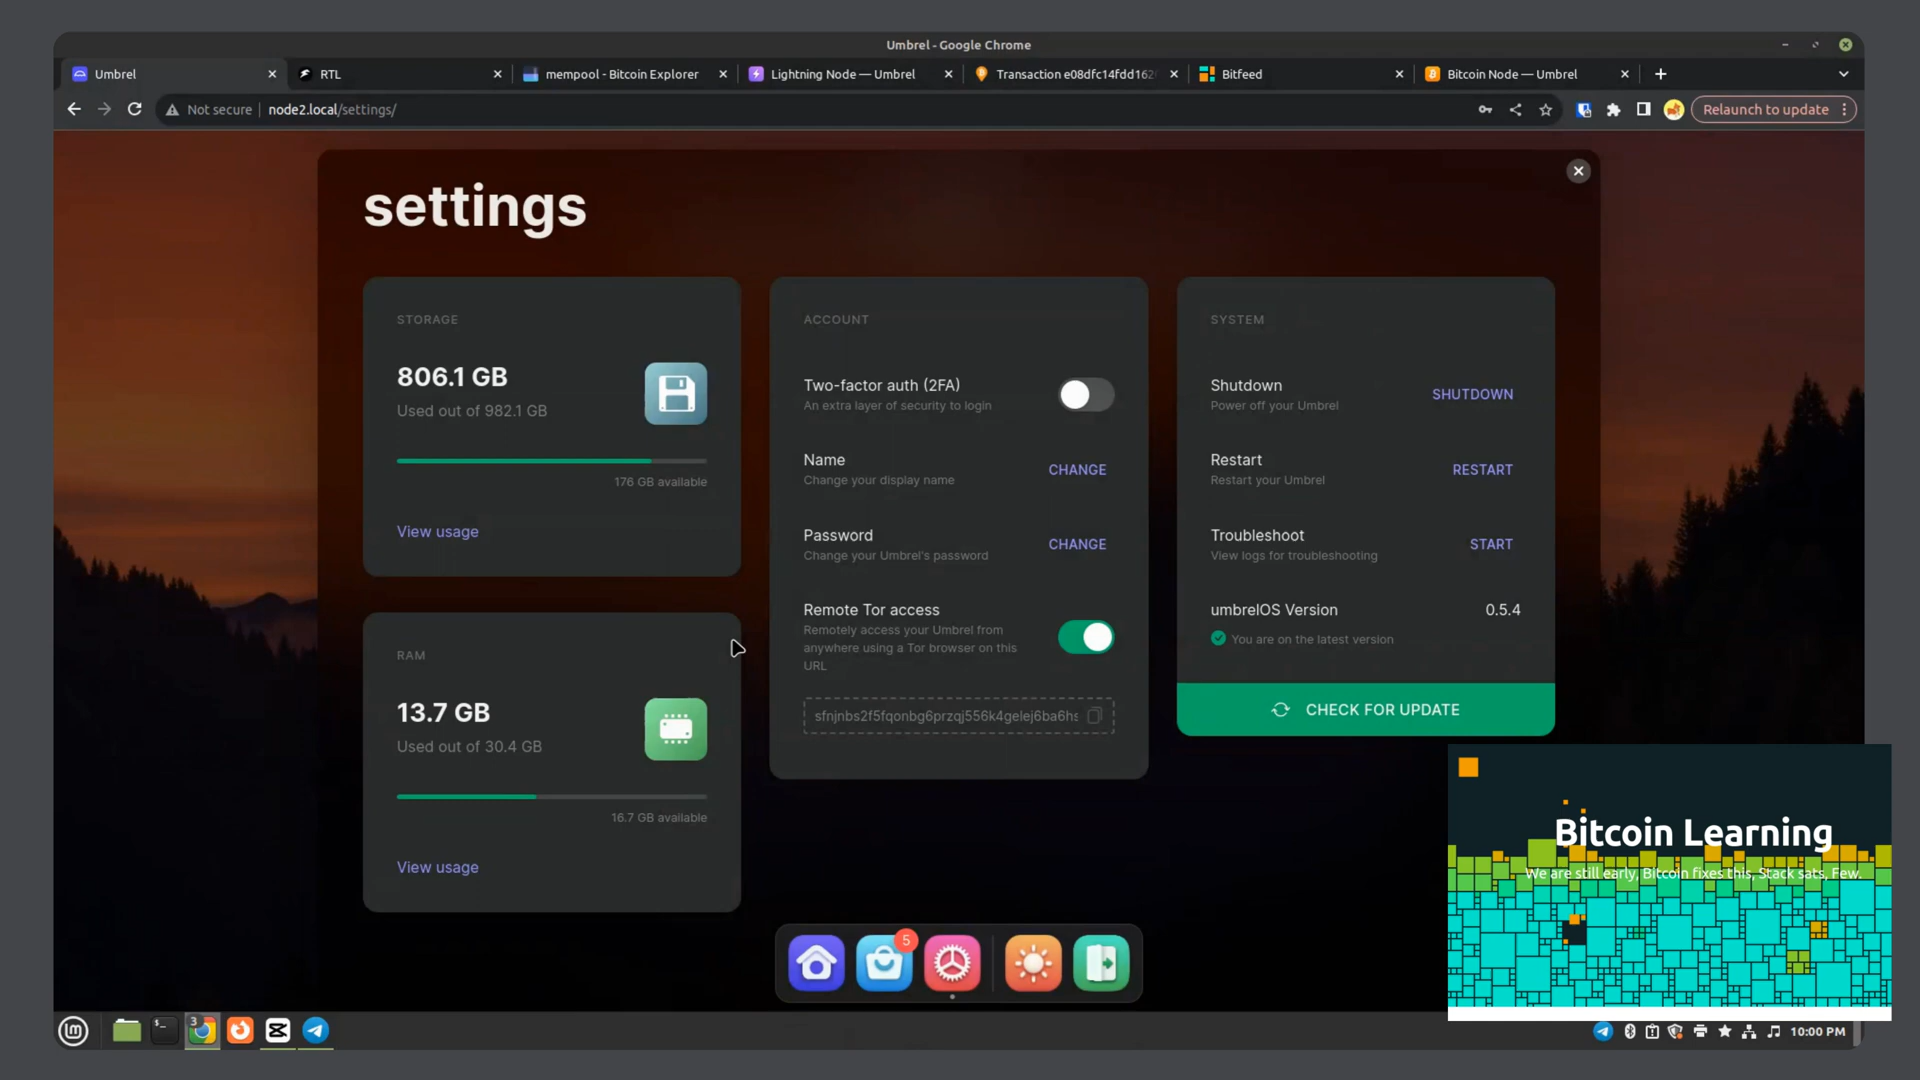 Umbrel - Google Chrome
Umbrel
RTL
mempool - Bitcoin Explorer
Lightning Node — Umbrel
Transaction e08dfc14fdd162
Bitfeed
Bitcoin Node — Umbrel
Not secure
node2.local/settings/
Relaunch to update
settings
STORAGE
806.1 GB
Used out of 982.1 GB
176 GB available
View usage
RAM
13.7 GB
Used out of 30.4 GB
16.7 GB available
View usage
ACCOUNT
Two-factor auth (2FA)
An extra layer of security to login
Name
Change your display name
CHANGE
Password
Change your Umbrel's password
CHANGE
Remote Tor access
Remotely access your Umbrel from
anywhere using a Tor browser on this
URL
sfnjnbs2f5fqonbg6przqj556k4gelej6ba6hs
SYSTEM
Shutdown
Power off your Umbrel
SHUTDOWN
Restart
Restart your Umbrel
RESTART
Troubleshoot
View logs for troubleshooting
START
umbrelOS Version
0.5.4
You are on the latest version
CHECK FOR UPDATE
5
Bitcoin Learning
We are still early, Bitcoin fixes this, Stack sats, Few.
3
10:00 PM